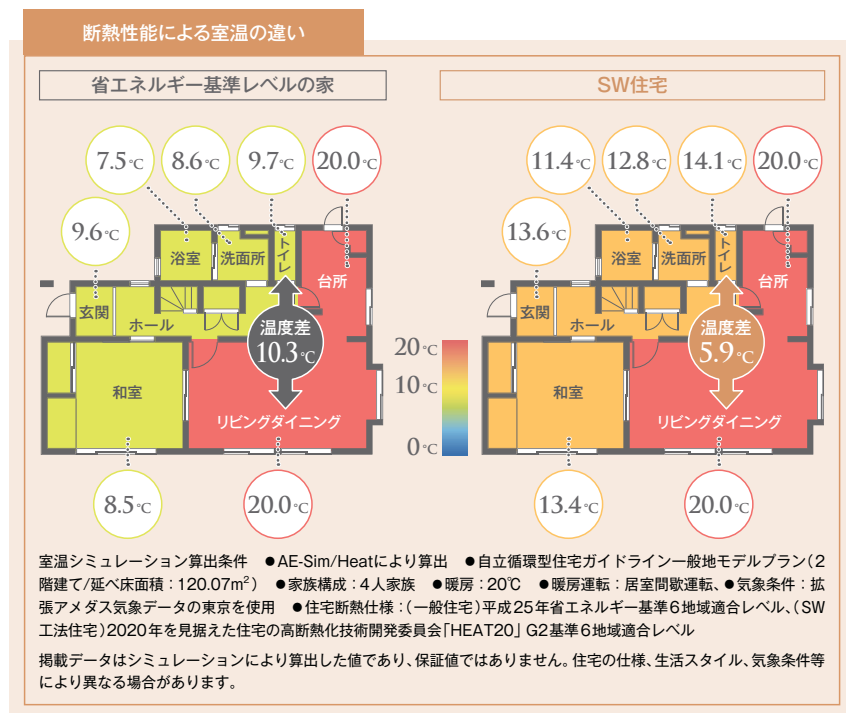 断熱性能による室温の違い
省エネルギー基準レベルの家
7.5℃
8.6℃
9.7℃
20.0℃
9.6℃
浴室
洗面所
トイレ
台所
玄関
ホール
温度差
10.3℃
和室
リビングダイニング
8.5℃
20.0℃
20℃
10℃
0℃
SW住宅
11.4℃
12.8℃
14.1℃
20.0℃
13.6℃
浴室
洗面所
トイレ
台所
玄関
ホール
温度差
5.9℃
和室
リビングダイニング
13.4℃
20.0℃
室温シミュレーション算出条件 ●AE-Sim/Heatにより算出 ●自立循環型住宅ガイドライン一般地モデルプラン(2
階建て/延べ床面積:120.07m²) ●家族構成:4人家族 ●暖房:20℃ ●暖房運転:居室間歇運転、●気象条件:拡
張アメダス気象データの東京を使用 ●住宅断熱仕様:(一般住宅)平成25年省エネルギー基準6地域適合レベル、(SW
工法住宅)2020年を見据えた住宅の高断熱化技術開発委員会「HEAT20」G2基準6地域適合レベル
掲載データはシミュレーションにより算出した値であり、保証値ではありません。住宅の仕様、生活スタイル、気象条件等
により異なる場合があります。